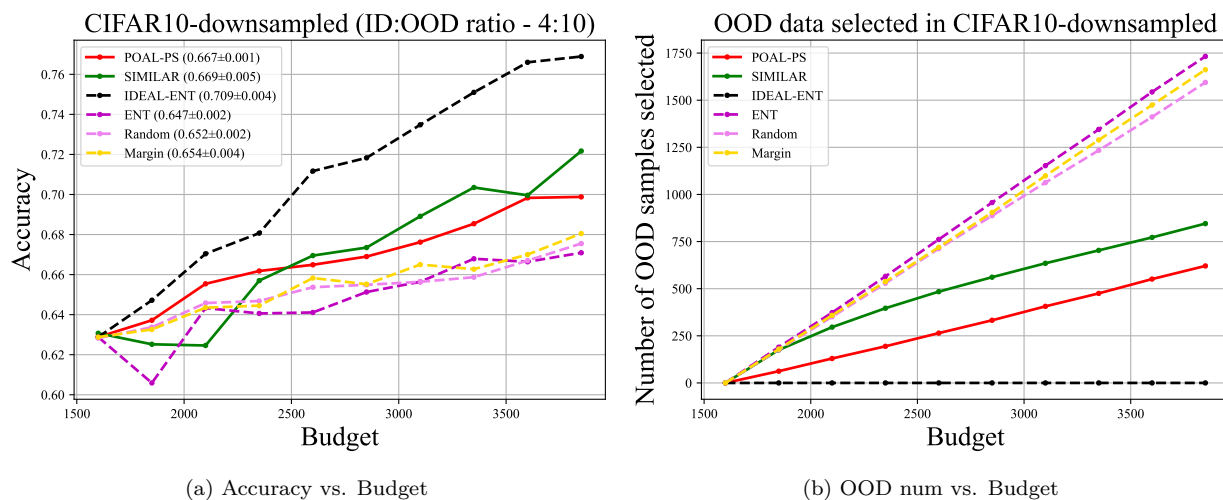 CIFAR10-downsampled (ID:OOD ratio - 4:10)
POAL-PS (0.667±0.001)
SIMILAR (0.669±0.005)
IDEAL-ENT (0.709±0.004)
ENT (0.647±0.002)
Random (0.652±0.002)
Margin (0.654±0.004)
Accuracy
0.76
0.74
0.72
0.70
0.68
0.66
0.64
0.62
0.60
1500
2000
2500
3000
3500
Budget
(a) Accuracy vs. Budget
OOD data selected in CIFAR10-downsampled
POAL-PS
SIMILAR
IDEAL-ENT
ENT
Random
Margin
Number of OOD samples selected
1750
1500
1250
1000
750
500
250
0
1500
2000
2500
3000
3500
Budget
(b) OOD num vs. Budget